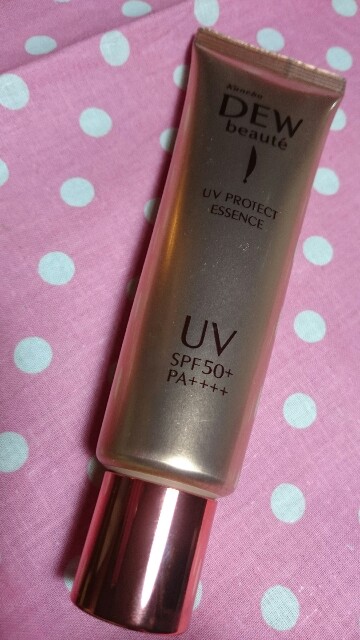 DEW
beauté
UV PROTECT
ESSENCE
UV
SPF50+
PA++++